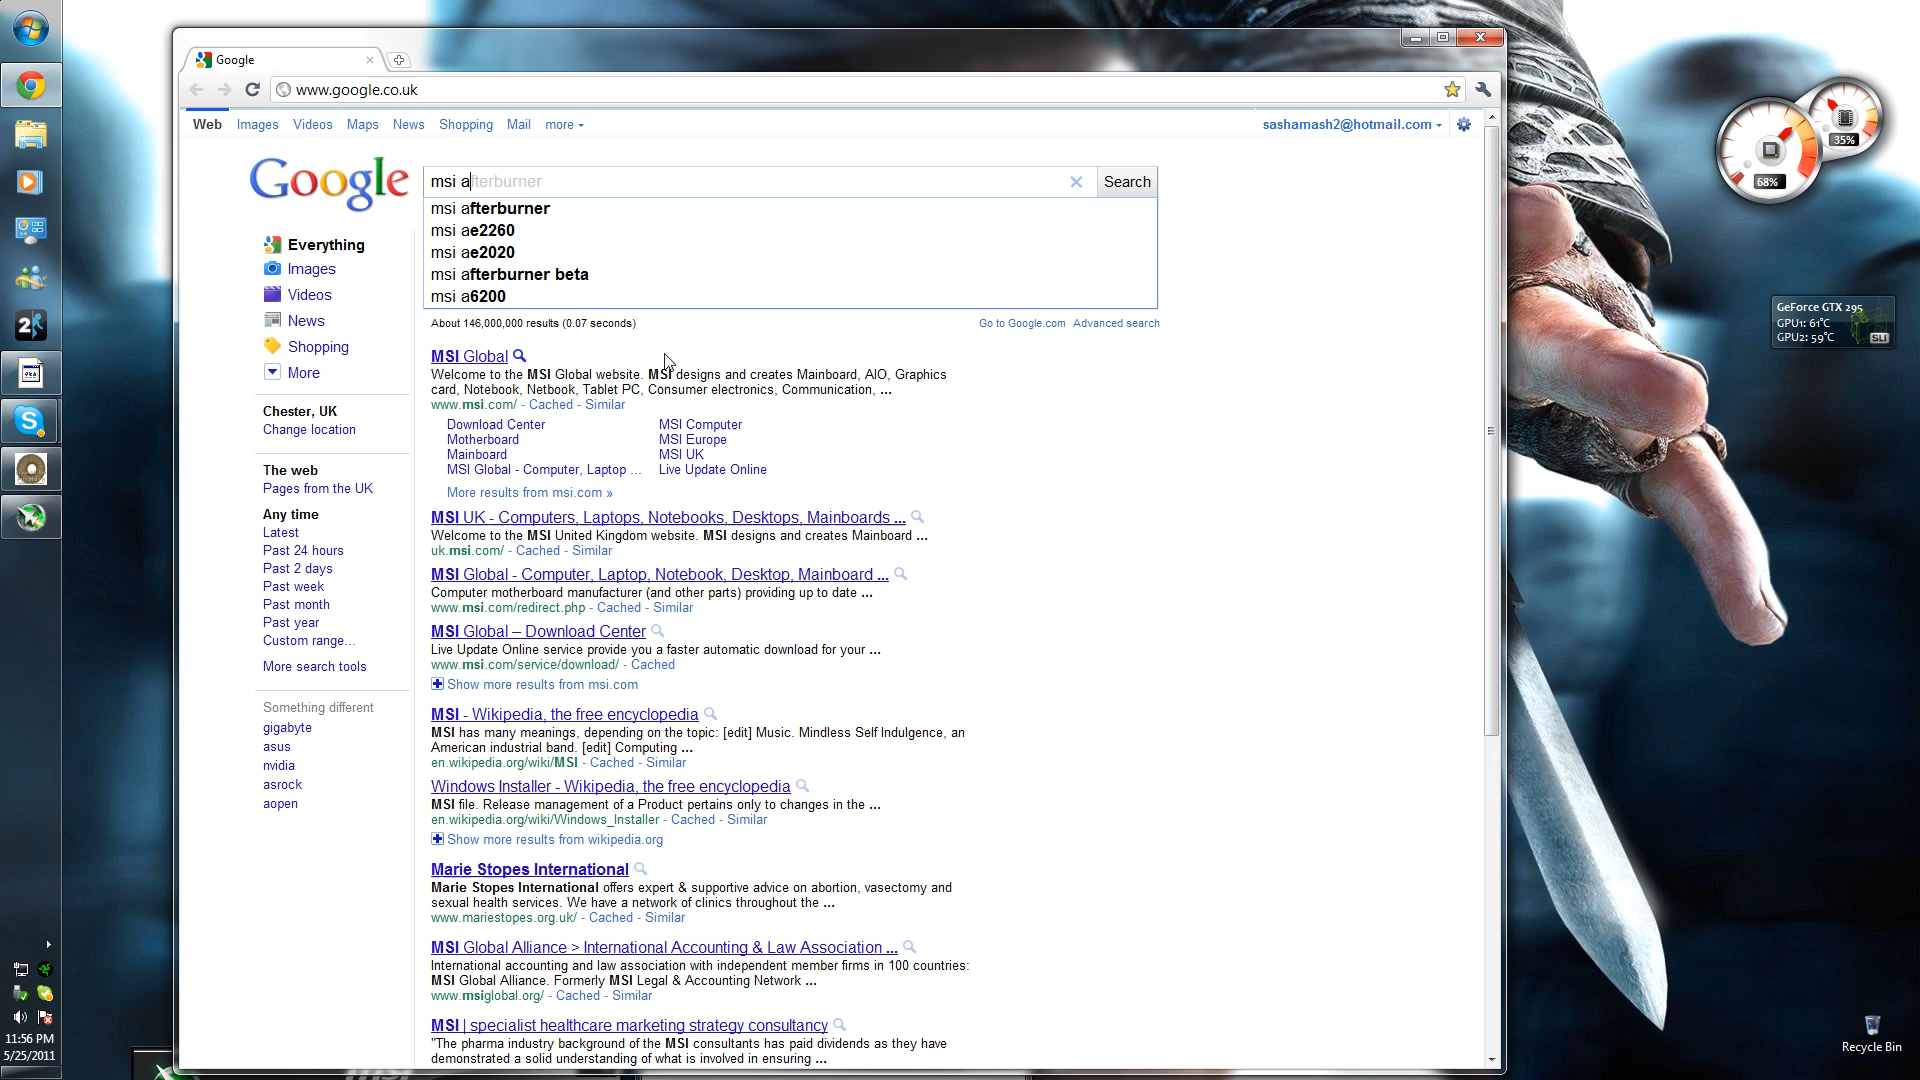 Google
www.google.co.uk
Web Images Videos Maps News Shopping Mail more
sashamash2@hotmail.com
Google
msi afterburner
Search
msi afterburner
msi ae2260
msi ae2020
msi afterburner beta
msi a6200
About 146,000,000 results (0.07 seconds)
Go to Google.com Advanced search
Everything
Images
Videos
News
Shopping
More
Chester, UK
Change location
The web
Pages from the UK
Any time
Latest
Past 24 hours
Past 2 days
Past week
Past month
Past year
Custom range...
More search tools
Something different
gigabyte
asus
nvidia
asrock
aopen
MSI Global
Welcome to the MSI Global website. MSI designs and creates Mainboard, AIO, Graphics
card, Notebook, Netbook, Tablet PC, Consumer electronics, Communication, ...
www.msi.com/ - Cached - Similar
Download Center MSI Computer
Motherboard MSI Europe
Mainboard MSI UK
MSI Global - Computer, Laptop ... Live Update Online
More results from msi.com »
MSI UK - Computers, Laptops, Notebooks, Desktops, Mainboards ...
Welcome to the MSI United Kingdom website. MSI designs and creates Mainboard ...
uk.msi.com/ - Cached - Similar
MSI Global - Computer, Laptop, Notebook, Desktop, Mainboard ...
Computer motherboard manufacturer (and other parts) providing up to date ...
www.msi.com/redirect.php - Cached - Similar
MSI Global – Download Center
Live Update Online service provide you a faster automatic download for your ...
www.msi.com/service/download/ - Cached
Show more results from msi.com
MSI - Wikipedia, the free encyclopedia
MSI has many meanings, depending on the topic: [edit] Music. Mindless Self Indulgence, an
American industrial band. [edit] Computing ...
en.wikipedia.org/wiki/MSI - Cached - Similar
Windows Installer - Wikipedia, the free encyclopedia
MSI file. Release management of a Product pertains only to changes in the ...
en.wikipedia.org/wiki/Windows_Installer - Cached - Similar
Show more results from wikipedia.org
Marie Stopes International
Marie Stopes International offers expert & supportive advice on abortion, vasectomy and
sexual health services. We have a network of clinics throughout the ...
www.mariestopes.org.uk/ - Cached - Similar
MSI Global Alliance > International Accounting & Law Association ...
International accounting and law association with independent member firms in 100 countries:
MSI Global Alliance. Formerly MSI Legal & Accounting Network ...
www.msiglobal.org/ - Cached - Similar
MSI | specialist healthcare marketing strategy consultancy
"The pharma industry background of the MSI consultants has paid dividends as they have
demonstrated a solid understanding of what is involved in ensuring ...
35%
68%
GeForce GTX 295
GPU1: 61°C
GPU2: 59°C
SLI
2
11:56 PM
5/25/2011
Recycle Bin